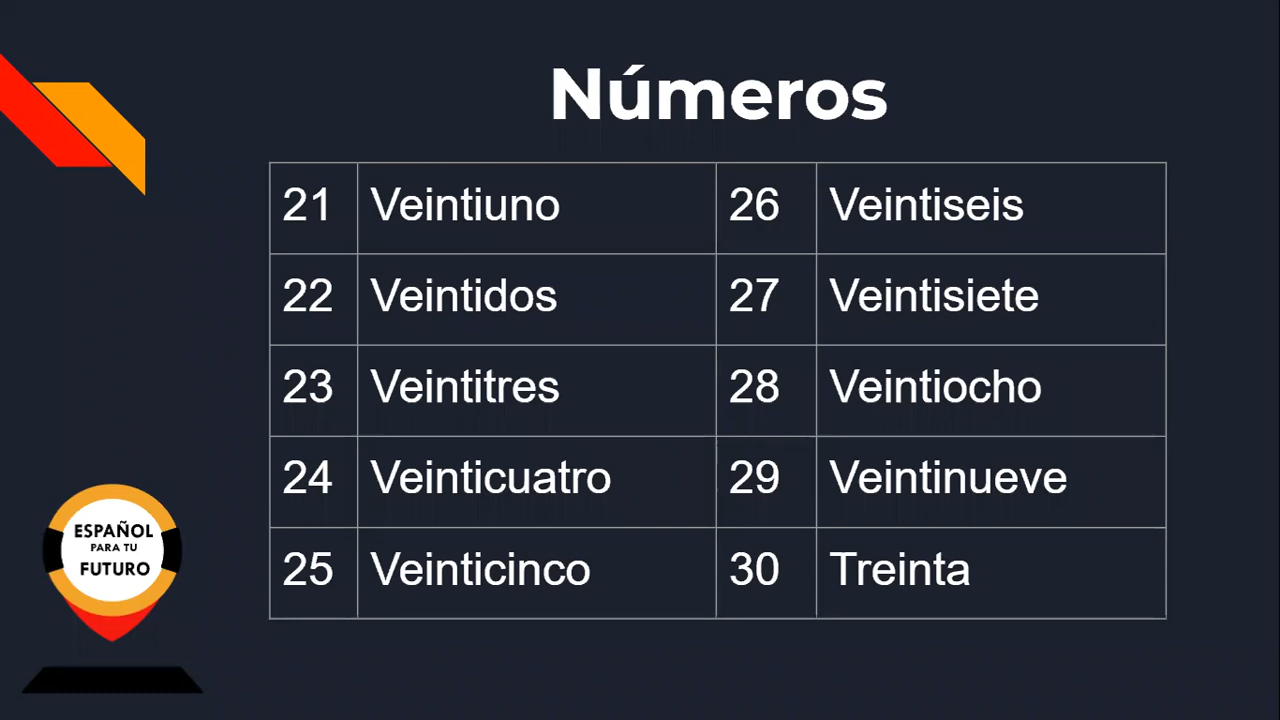 Números
21 Veintiuno 26 Veintiseis
22 Veintidos 27 Veintisiete
23 Veintitres 28 Veintiocho
24 Veinticuatro 29 Veintinueve
25 Veinticinco 30 Treinta
ESPAÑOL
PARA TU
FUTURO